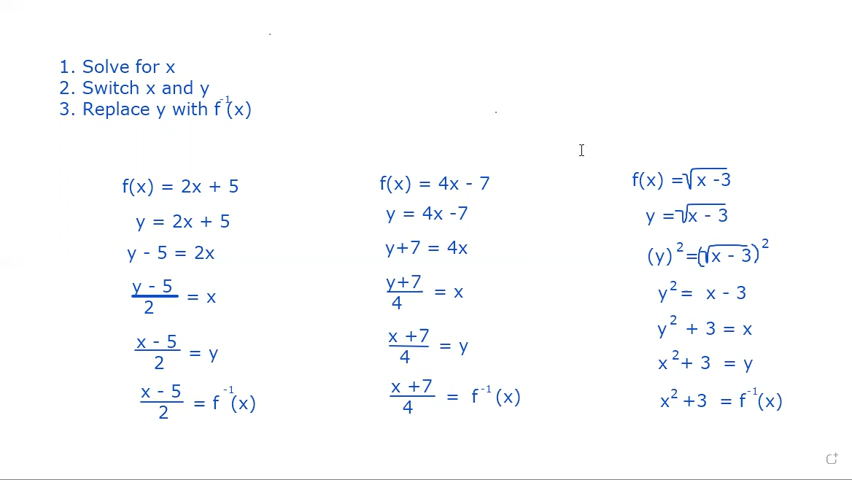 1. Solve for x
2. Switch x and y
3. Replace y with f⁻¹(x)
f(x) = 2x + 5
y = 2x + 5
y - 5 = 2x
y - 5 / 2 = x
x - 5 / 2 = y
x - 5 / 2 = f⁻¹(x)
f(x) = 4x - 7
y = 4x -7
y+7 = 4x
y+7 / 4 = x
x +7 / 4 = y
x +7 / 4 = f⁻¹(x)
f(x) = √x -3
y = √x - 3
(y)² = (√x - 3)²
y² = x - 3
y² + 3 = x
x² + 3 = y
x² +3 = f⁻¹(x)